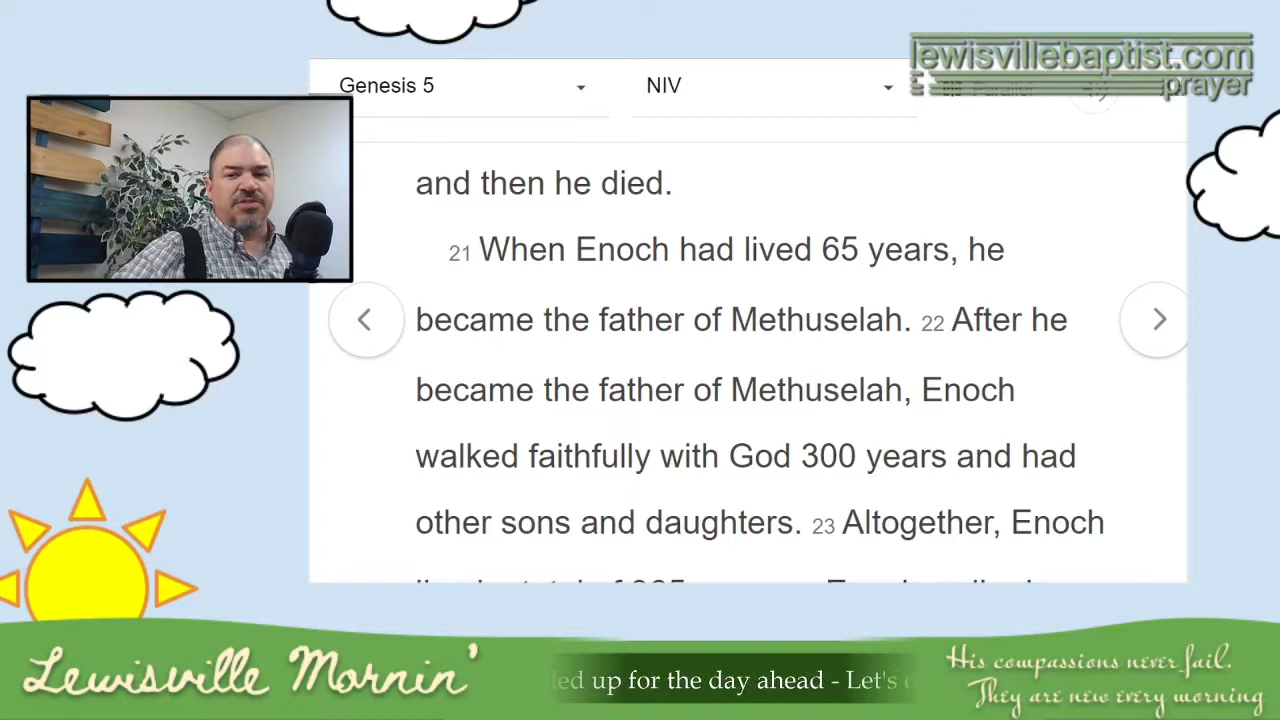 lewisvillebaptist.com
prayer
Genesis 5
NIV
and then he died.
21 When Enoch had lived 65 years, he
became the father of Methuselah. 22 After he
became the father of Methuselah, Enoch
walked faithfully with God 300 years and had
other sons and daughters. 23 Altogether, Enoch
Lewisville Mornin'
up for the day ahead - Let's
His compassions never fail.
They are new every morning